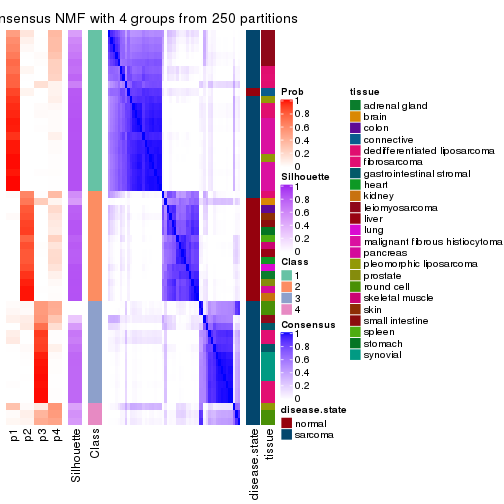 nsensus NMF with 4 groups from 250 partitions
Prob
1
0.8
0.6
0.4
0.2
0
Silhouette
1
0.8
0.6
0.4
0.2
0
Class
1
2
3
4
Consensus
1
0.8
0.6
0.4
0.2
0
disease.state
normal
sarcoma
tissue
adrenal gland
brain
colon
connective
dedifferentiated liposarcoma
fibrosarcoma
gastrointestinal stromal
heart
kidney
leiomyosarcoma
liver
lung
malignant fibrous histiocytoma
pancreas
pleomorphic liposarcoma
prostate
round cell
skeletal muscle
skin
small intestine
spleen
stomach
synovial
p1
p2
p3
p4
Silhouette
Class
disease.state
tissue